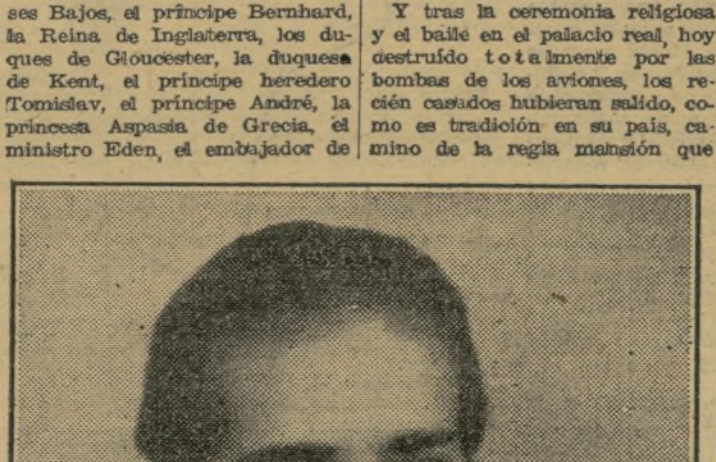 ses Bajos, el príncipe Bernhard,
la Reina de Inglaterra, los du-
ques de Gloucester, la duquesa
de Kent, el príncipe heredero
Tomislav, el príncipe André, la
princesa Aspasia de Grecia, el
ministro Eden, el embajador de
Y tras la ceremonia religiosa
y el baile en el palacio real, hoy
destruído totalmente por las
bombas de los aviones, los re-
cién casados hubieran salido, co-
mo es tradición en su país, ca-
mino de la regia mansión que